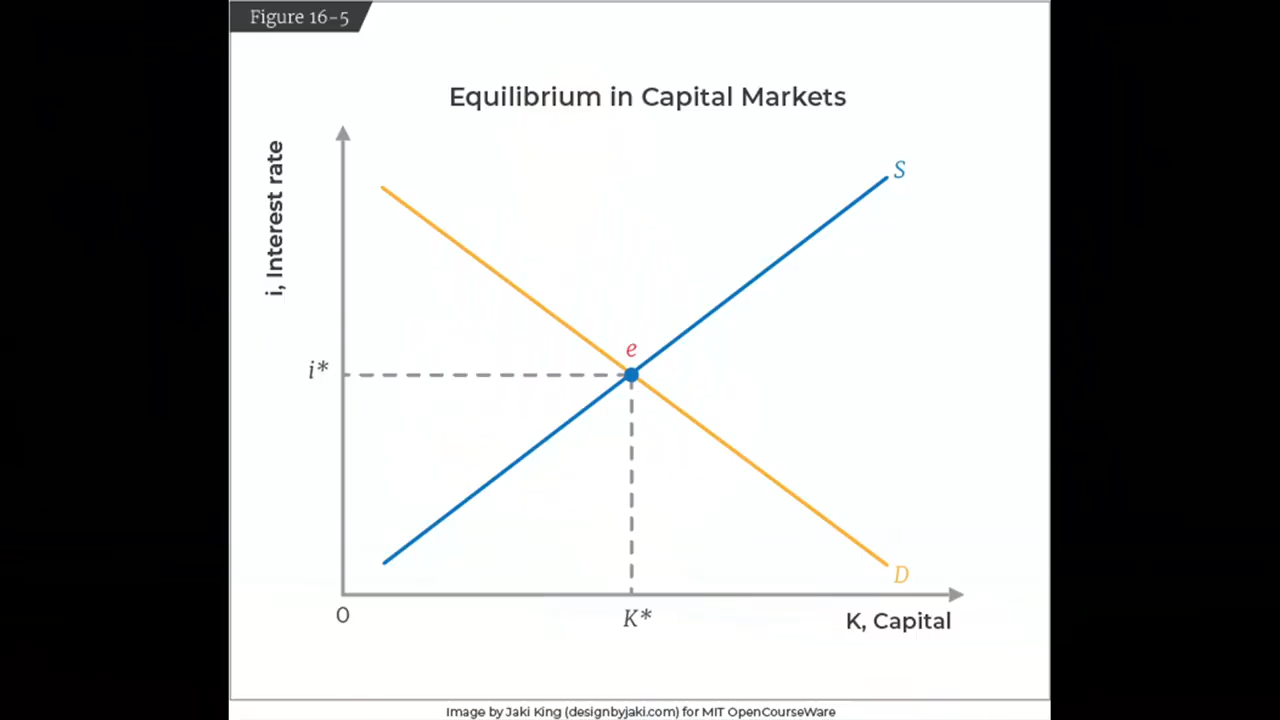 Figure 16-5
Equilibrium in Capital Markets
i, Interest rate
S
e
i*
D
O
K*
K, Capital
Image by Jaki King (designbyjaki.com) for MIT OpenCourseWare